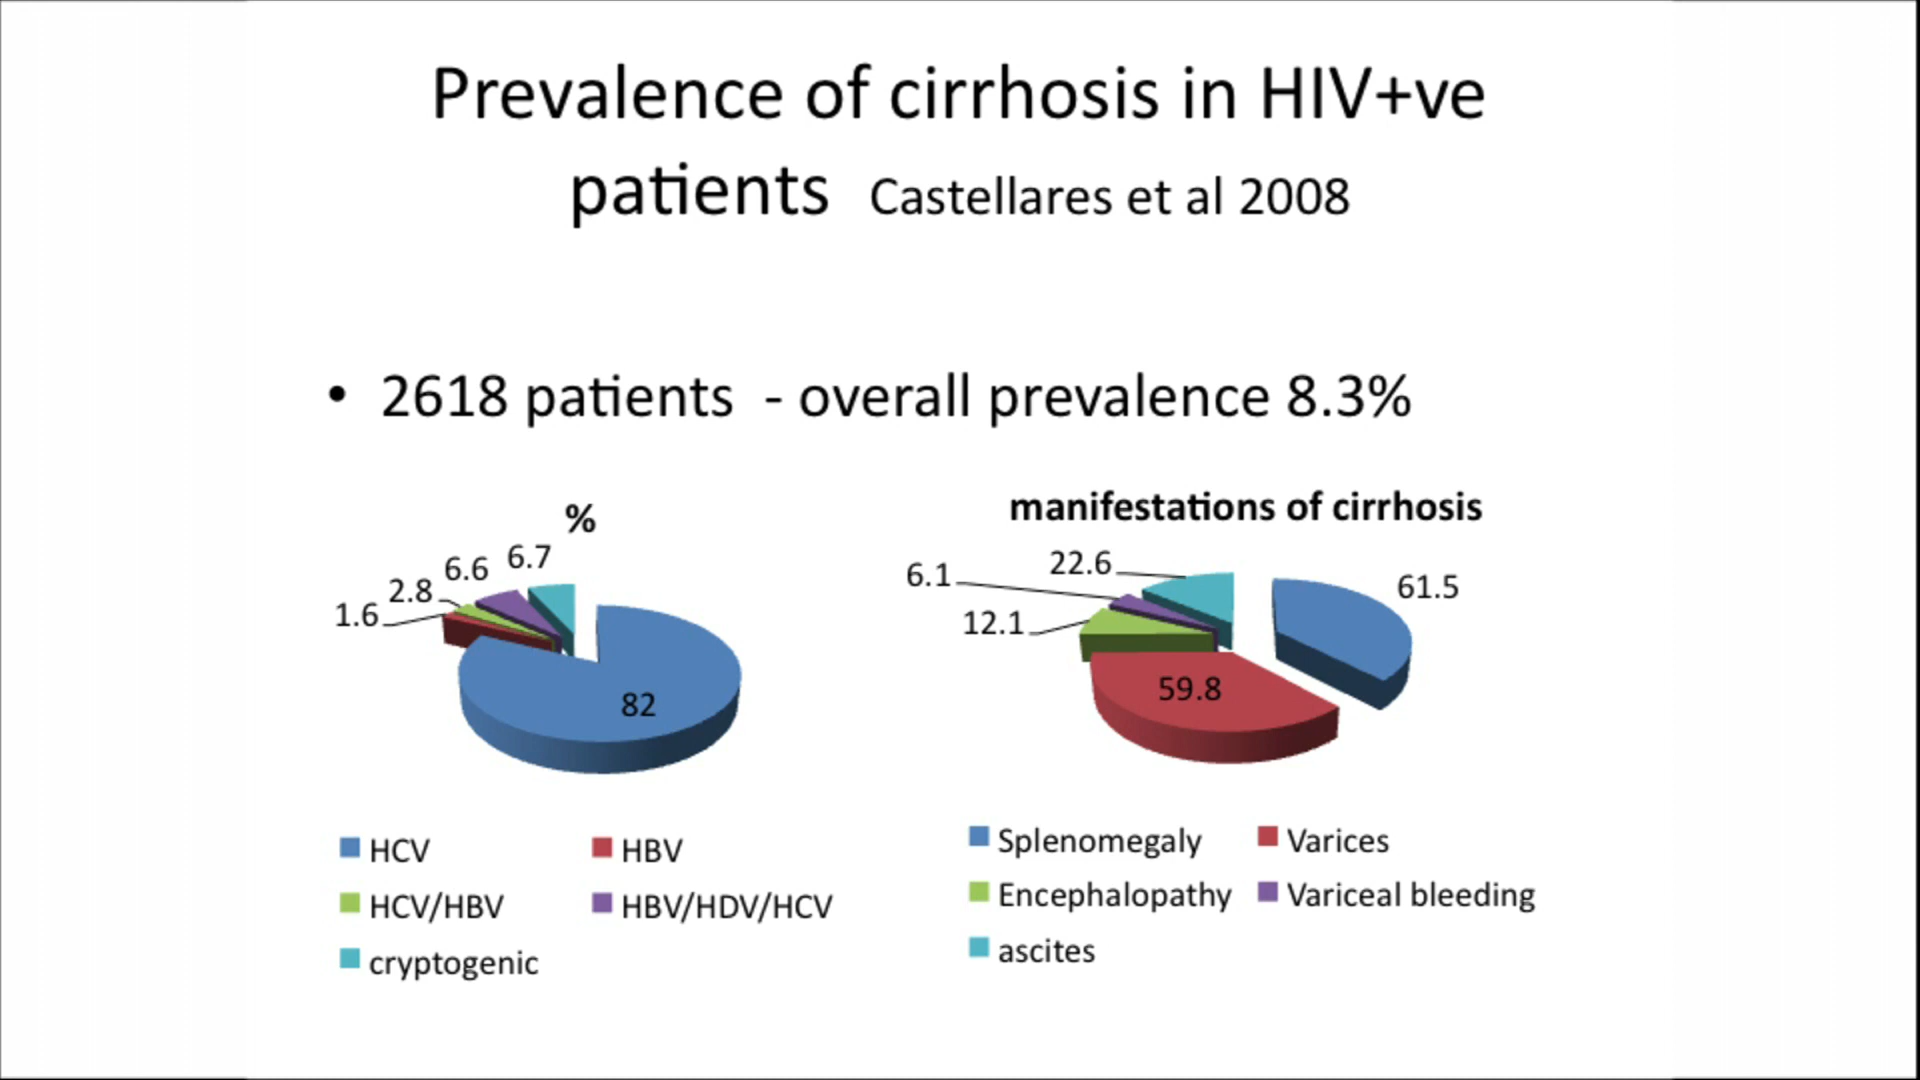 Prevalence of cirrhosis in HIV+ve
patients Castellares et al 2008
• 2618 patients - overall prevalence 8.3%
%
6.7
6.6
2.8
1.6
82
HCV
HBV
HCV/HBV
HBV/HDV/HCV
cryptogenic
manifestations of cirrhosis
22.6
6.1
61.5
12.1
59.8
Splenomegaly
Varices
Encephalopathy
Variceal bleeding
ascites